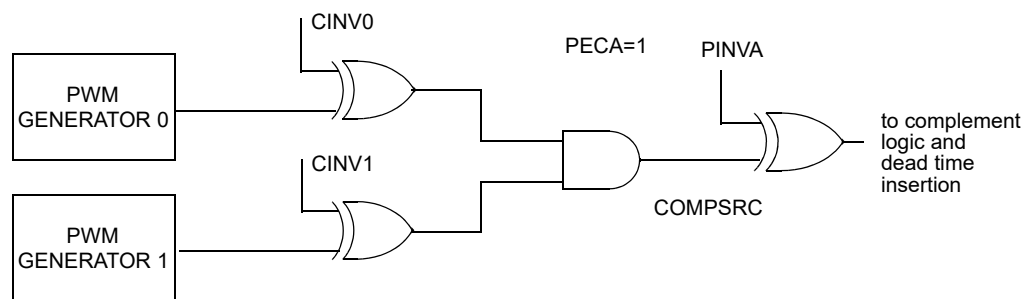 CINV0
PECA=1
PINVA
PWM
GENERATOR 0
to complement
logic and
dead time
insertion
CINV1
COMPSRC
PWM
GENERATOR 1